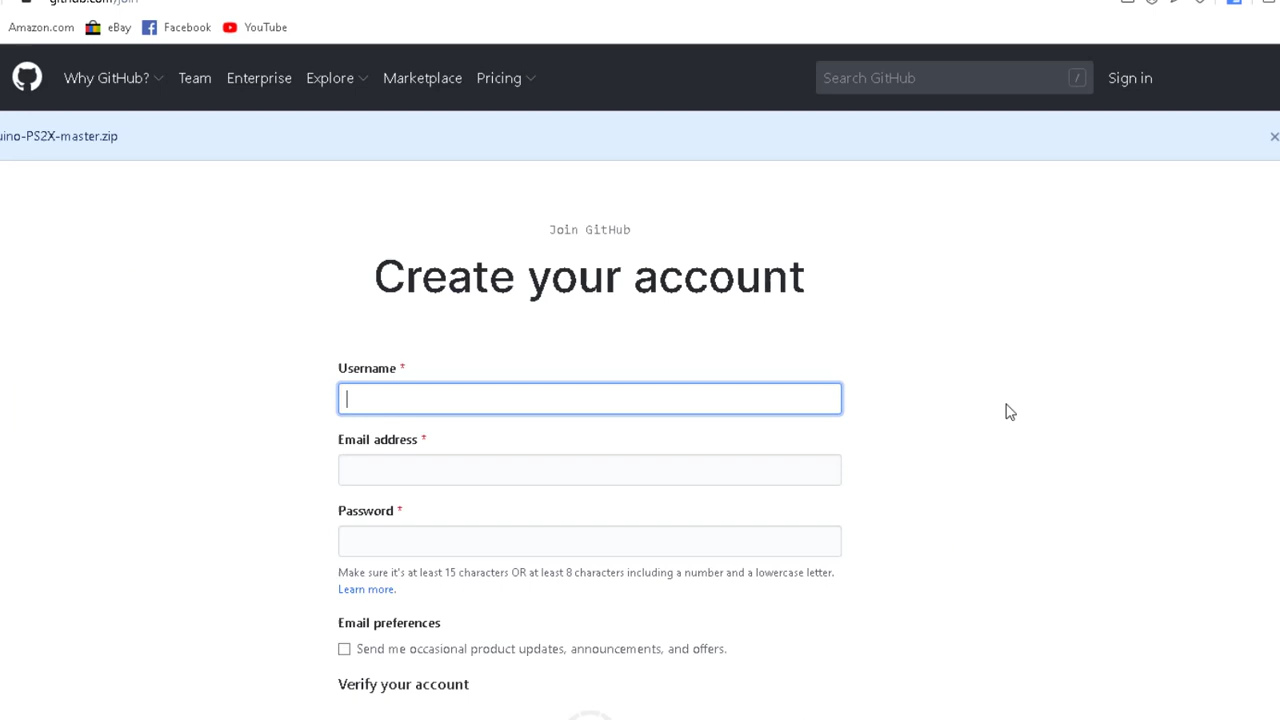 github.com/join
Amazon.com eBay Facebook YouTube
Why GitHub? Team Enterprise Explore Marketplace Pricing Search GitHub / Sign in
uino-PS2X-master.zip
Join GitHub
Create your account
Username *
Email address *
Password *
Make sure it's at least 15 characters OR at least 8 characters including a number and a lowercase letter.
Learn more.
Email preferences
Send me occasional product updates, announcements, and offers.
Verify your account